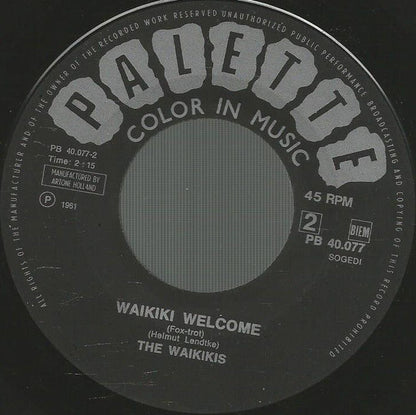 ALL RIGHTS OF THE MANUFACTURER AND OF THE OWNER OF THE RECORDED WORK RESERVED UNAUTHORIZED PUBLIC PERFORMANCE BROADCASTING AND COPYING OF THIS RECORD PROHIBITED
PALETTE
COLOR IN MUSIC
PB 40.077-2
Time: 2:15
MANUFACTURED BY
ARTONE HOLLAND
P 1961
45 RPM
2 BIEM
PB 40.077
SOGEDI
WAIKIKI WELCOME
(Fox-trot)
(Helmut Lendtke)
THE WAIKIKIS